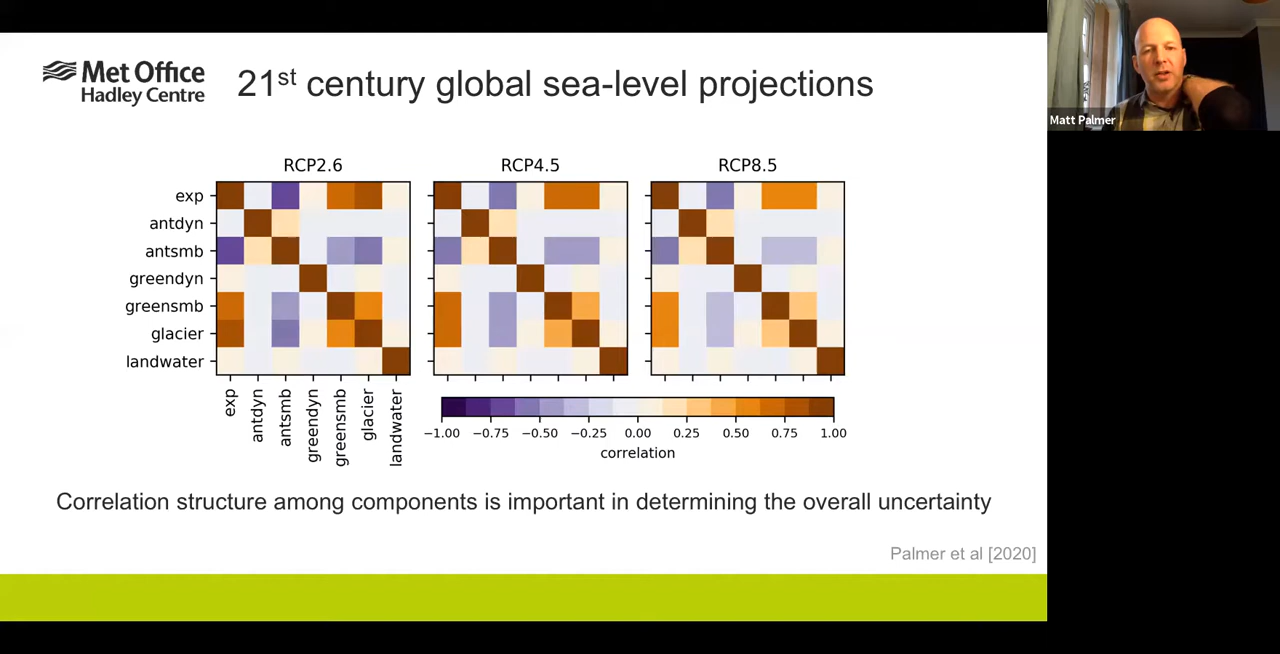 Met Office
Hadley Centre
21st century global sea-level projections
Matt Palmer
RCP2.6
RCP4.5
RCP8.5
exp
antdyn
antsmb
greendyn
greensmb
glacier
landwater
exp
antdyn
antsmb
greendyn
greensmb
glacier
landwater
−1.00 −0.75 −0.50 −0.25 0.00 0.25 0.50 0.75 1.00
correlation
Correlation structure among components is important in determining the overall uncertainty
Palmer et al [2020]